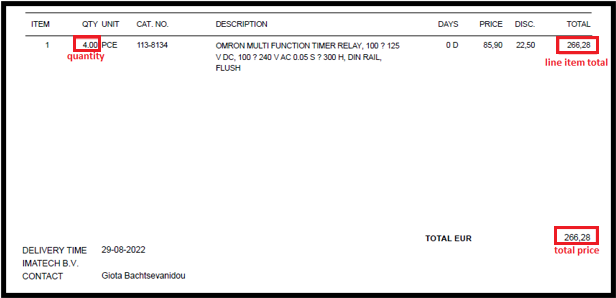 ITEM QTY UNIT CAT. NO. DESCRIPTION DAYS PRICE DISC. TOTAL
1 4,00 PCE 113-8134 OMRON MULTI FUNCTION TIMER RELAY, 100 ? 125 0 D 85,90 22,50 266,28
quantity V DC, 100 ? 240 V AC 0.05 S ? 300 H, DIN RAIL, line item total
FLUSH
TOTAL EUR 266,28
total price
DELIVERY TIME 29-08-2022
IMATECH B.V.
CONTACT Giota Bachtsevanidou